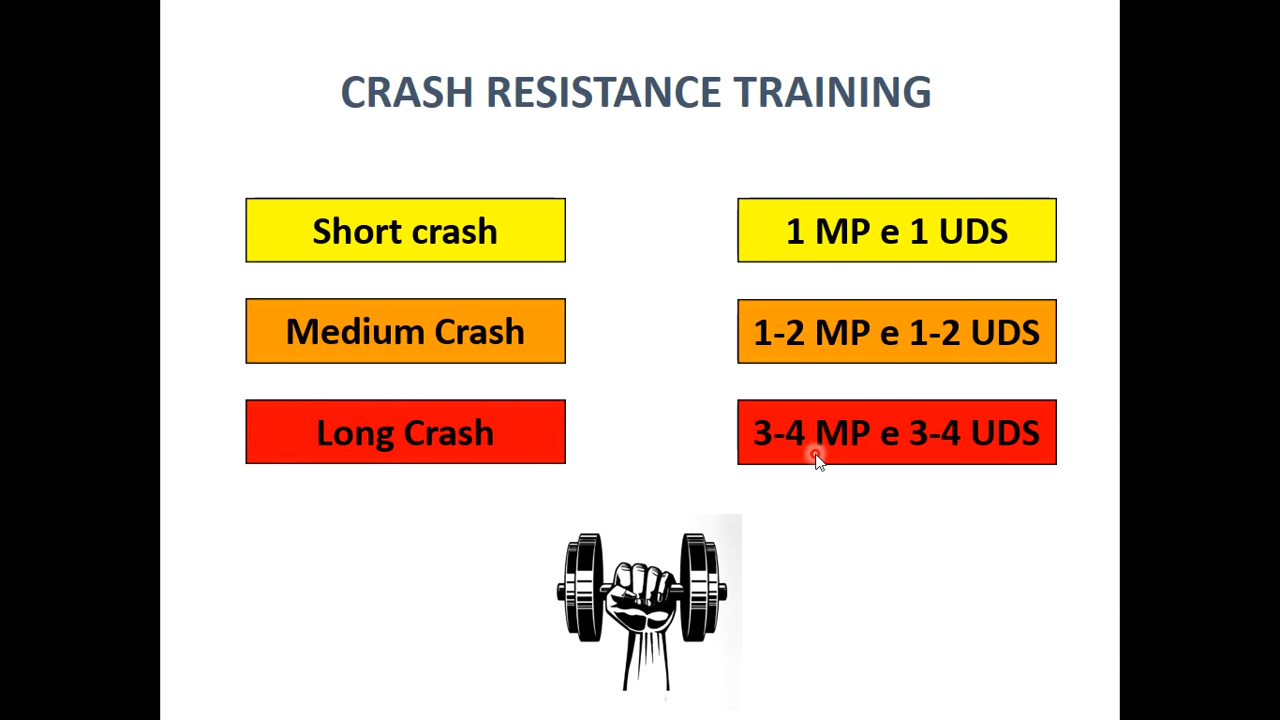 CRASH RESISTANCE TRAINING
Short crash
1 MP e 1 UDS
Medium Crash
1-2 MP e 1-2 UDS
Long Crash
3-4 MP e 3-4 UDS